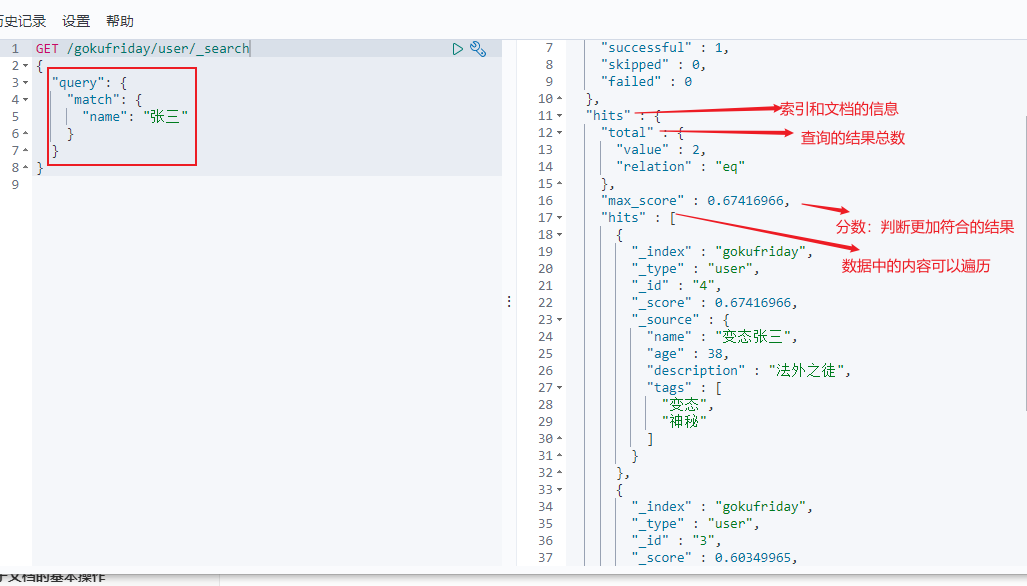 历史记录 设置 帮助
1 GET /gokufriday/user/_search
2 {
3 "query": {
4 "match": {
5 "name": "张三"
6 }
7 }
8 }
9
7 "successful" : 1,
8 "skipped" : 0,
9 "failed" : 0
10 },
11 "hits" : {
索引和文档的信息
12 "total" : {
查询的结果总数
13 "value" : 2,
14 "relation" : "eq"
15 },
16 "max_score" : 0.67416966,
分数：判断更加符合的结果
17 "hits" : [
数据中的内容可以遍历
18 {
19 "_index" : "gokufriday",
20 "_type" : "user",
21 "_id" : "4",
22 "_score" : 0.67416966,
23 "_source" : {
24 "name" : "变态张三",
25 "age" : 38,
26 "description" : "法外之徒",
27 "tags" : [
28 "变态",
29 "神秘"
30 ]
31 }
32 },
33 {
34 "_index" : "gokufriday",
35 "_type" : "user",
36 "_id" : "3",
37 "_score" : 0.60349965,
文档的基本操作